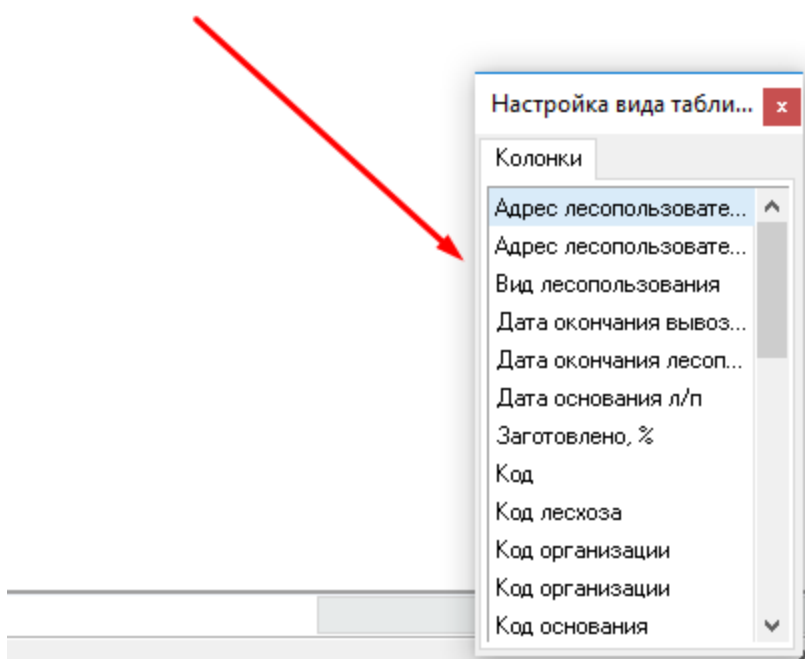 Настройка вида табли...
x
Колонки
Адрес лесопользовате...
Адрес лесопользовате...
Вид лесопользования
Дата окончания вывоз...
Дата окончания лесоп...
Дата основания л/п
Заготовлено, %
Код
Код лесхоза
Код организации
Код организации
Код основания